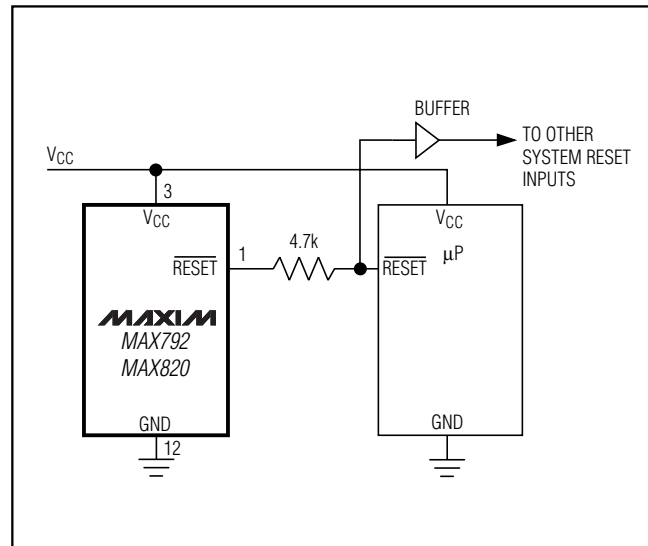 BUFFER
TO OTHER
SYSTEM RESET
INPUTS
VCC
3
VCC
VCC
4.7k
1
RESET
RESET
µP
MAXIM
MAX792
MAX820
GND
12
GND